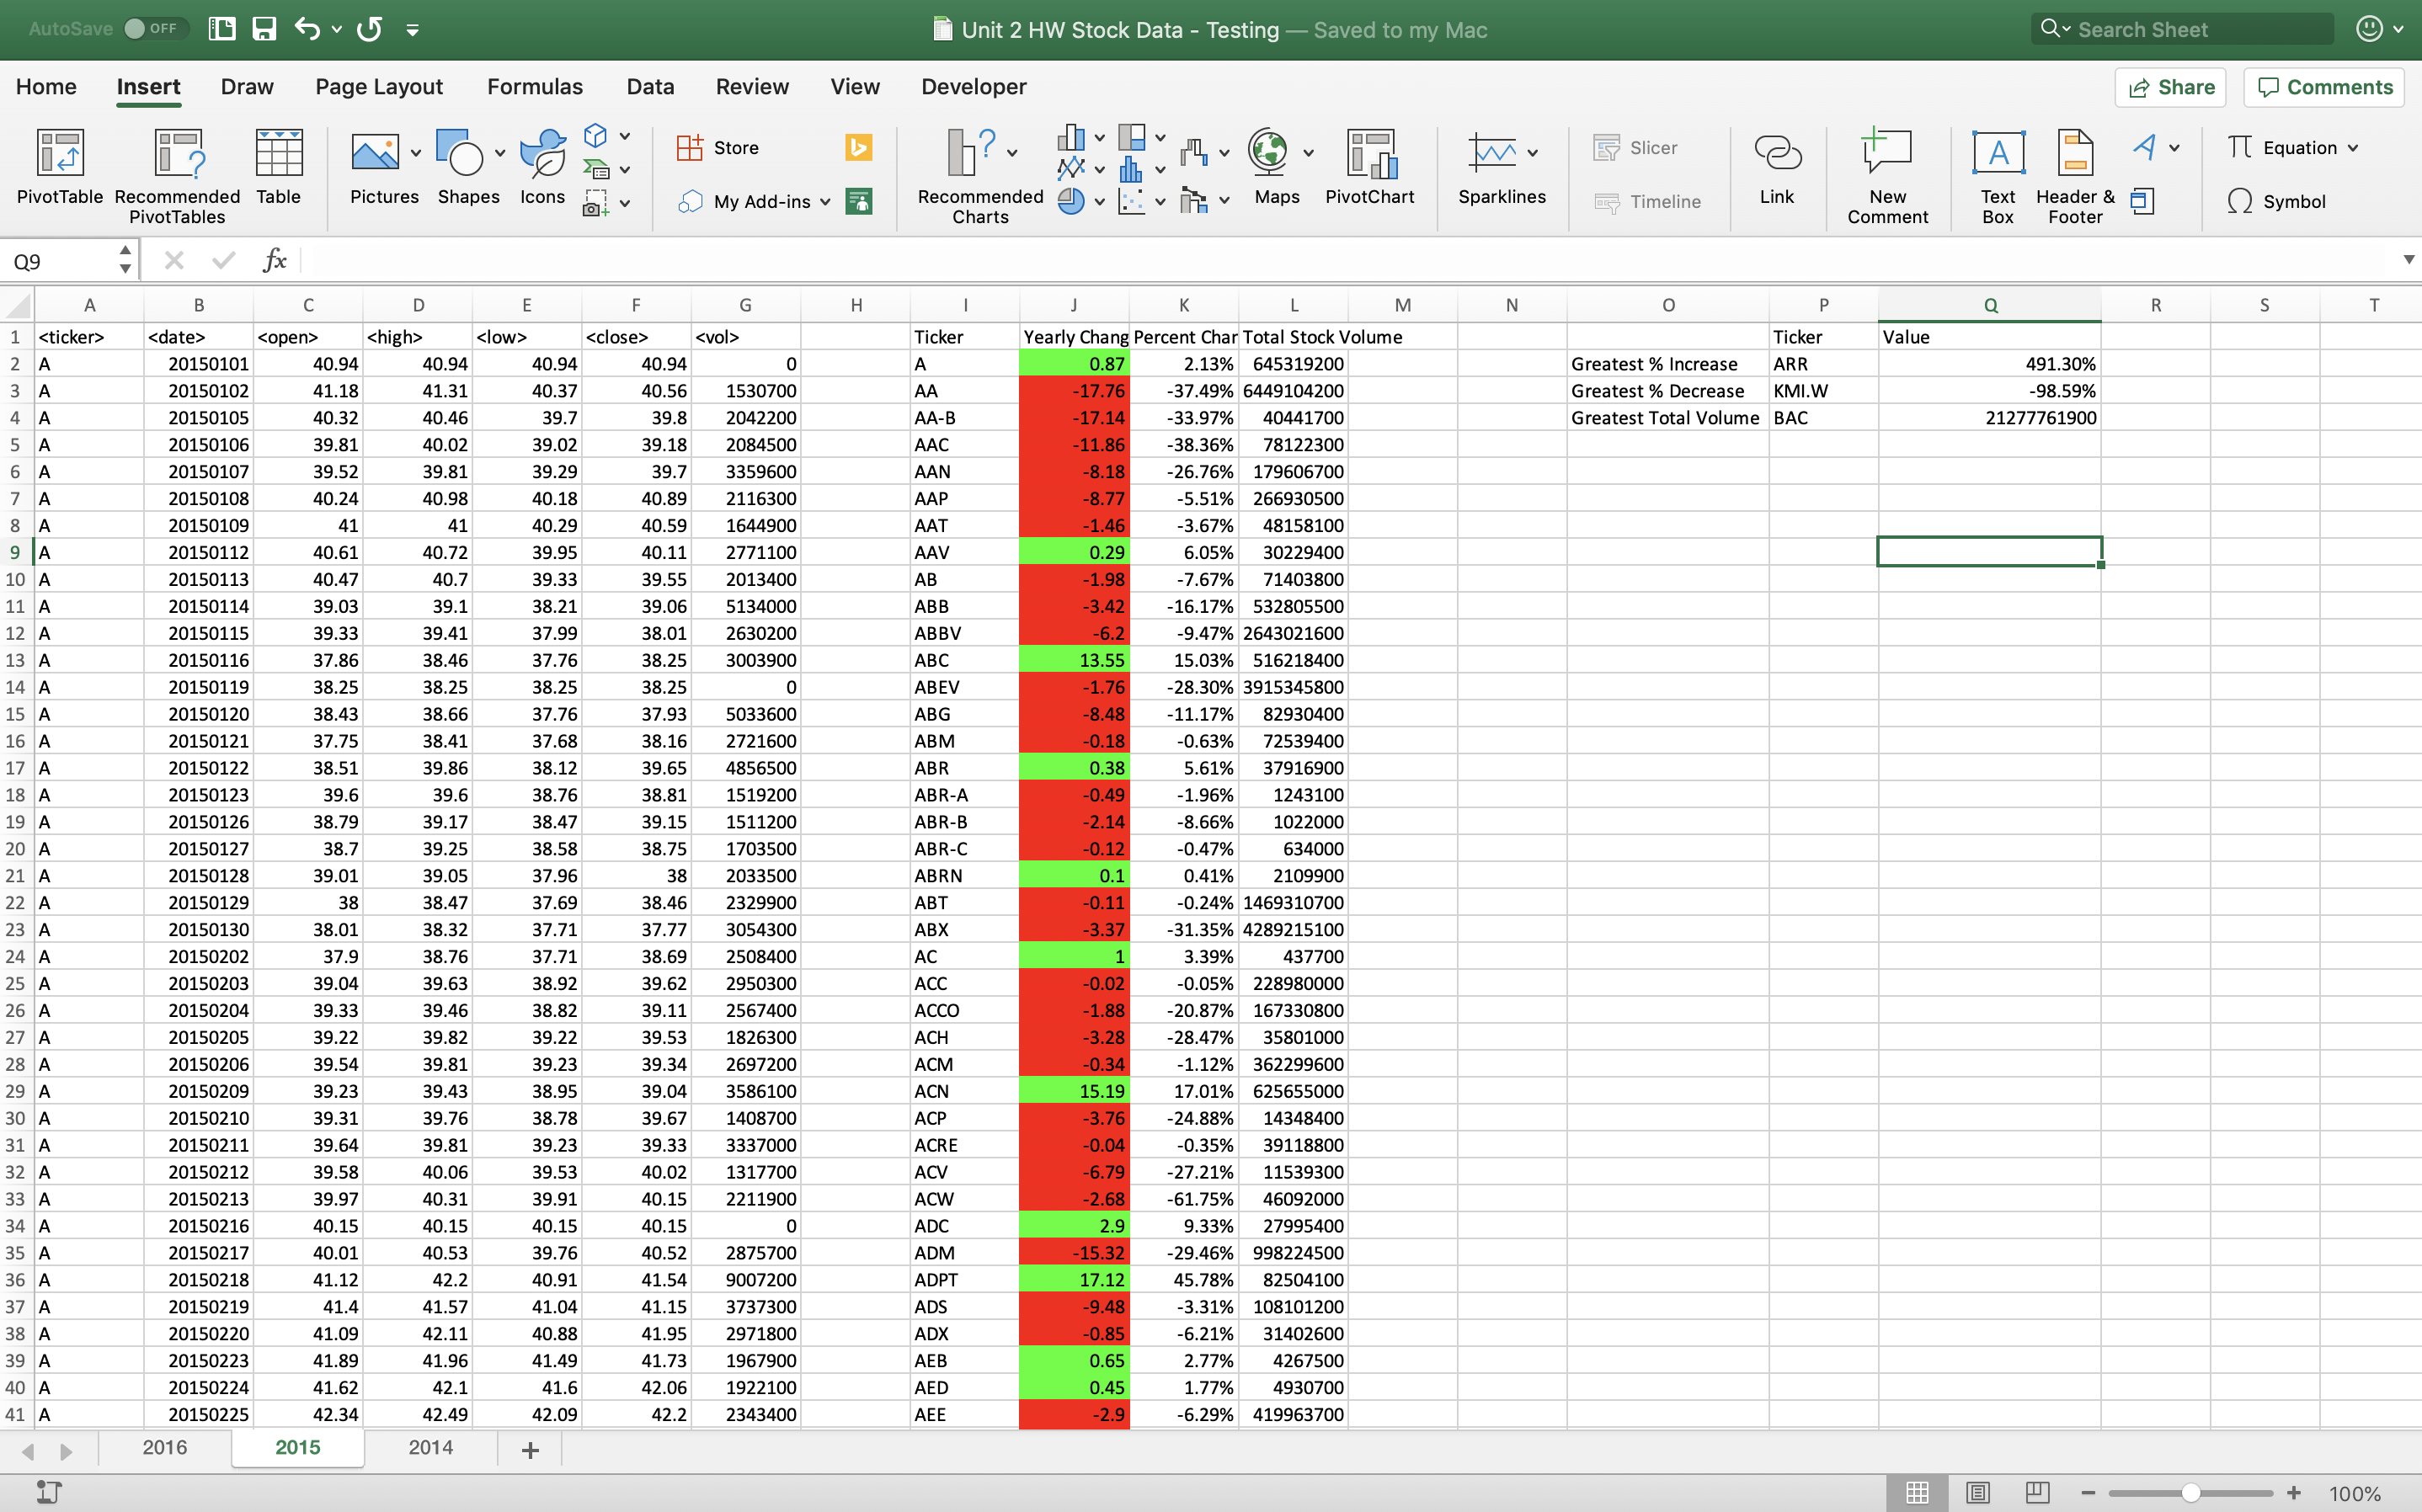 AutoSave OFF Unit 2 HW Stock Data - Testing — Saved to my Mac Search Sheet
Home Insert Draw Page Layout Formulas Data Review View Developer Share Comments
PivotTable Recommended PivotTables Table Pictures Shapes Icons Store My Add-ins Recommended Charts Maps PivotChart Sparklines Slicer Timeline Link New Comment Text Box Header & Footer Equation Symbol
Q9 fx
A B C D E F G H I J K L M N O P Q R S T
1 <ticker> <date> <open> <high> <low> <close> <vol> Ticker Yearly Chang Percent Char Total Stock Volume Ticker Value
2 A 20150101 40.94 40.94 40.94 40.94 0 A 0.87 2.13% 645319200 Greatest % Increase ARR 491.30%
3 A 20150102 41.18 41.31 40.37 40.56 1530700 AA -17.76 -37.49% 6449104200 Greatest % Decrease KMI.W -98.59%
4 A 20150105 40.32 40.46 39.7 39.8 2042200 AA-B -17.14 -33.97% 40441700 Greatest Total Volume BAC 21277761900
5 A 20150106 39.81 40.02 39.02 39.18 2084500 AAC -11.86 -38.36% 78122300
6 A 20150107 39.52 39.81 39.29 39.7 3359600 AAN -8.18 -26.76% 179606700
7 A 20150108 40.24 40.98 40.18 40.89 2116300 AAP -8.77 -5.51% 266930500
8 A 20150109 41 41 40.29 40.59 1644900 AAT -1.46 -3.67% 48158100
9 A 20150112 40.61 40.72 39.95 40.11 2771100 AAV 0.29 6.05% 30229400
10 A 20150113 40.47 40.7 39.33 39.55 2013400 AB -1.98 -7.67% 71403800
11 A 20150114 39.03 39.1 38.21 39.06 5134000 ABB -3.42 -16.17% 532805500
12 A 20150115 39.33 39.41 37.99 38.01 2630200 ABBV -6.2 -9.47% 2643021600
13 A 20150116 37.86 38.46 37.76 38.25 3003900 ABC 13.55 15.03% 516218400
14 A 20150119 38.25 38.25 38.25 38.25 0 ABEV -1.76 -28.30% 3915345800
15 A 20150120 38.43 38.66 37.76 37.93 5033600 ABG -8.48 -11.17% 82930400
16 A 20150121 37.75 38.41 37.68 38.16 2721600 ABM -0.18 -0.63% 72539400
17 A 20150122 38.51 39.86 38.12 39.65 4856500 ABR 0.38 5.61% 37916900
18 A 20150123 39.6 39.6 38.76 38.81 1519200 ABR-A -0.49 -1.96% 1243100
19 A 20150126 38.79 39.17 38.47 39.15 1511200 ABR-B -2.14 -8.66% 1022000
20 A 20150127 38.7 39.25 38.58 38.75 1703500 ABR-C -0.12 -0.47% 634000
21 A 20150128 39.01 39.05 37.96 38 2033500 ABRN 0.1 0.41% 2109900
22 A 20150129 38 38.47 37.69 38.46 2329900 ABT -0.11 -0.24% 1469310700
23 A 20150130 38.01 38.32 37.71 37.77 3054300 ABX -3.37 -31.35% 4289215100
24 A 20150202 37.9 38.76 37.71 38.69 2508400 AC 1 3.39% 437700
25 A 20150203 39.04 39.63 38.92 39.62 2950300 ACC -0.02 -0.05% 228980000
26 A 20150204 39.33 39.46 38.82 39.11 2567400 ACCO -1.88 -20.87% 167330800
27 A 20150205 39.22 39.82 39.22 39.53 1826300 ACH -3.28 -28.47% 35801000
28 A 20150206 39.54 39.81 39.23 39.34 2697200 ACM -0.34 -1.12% 362299600
29 A 20150209 39.23 39.43 38.95 39.04 3586100 ACN 15.19 17.01% 625655000
30 A 20150210 39.31 39.76 38.78 39.67 1408700 ACP -3.76 -24.88% 14348400
31 A 20150211 39.64 39.81 39.23 39.33 3337000 ACRE -0.04 -0.35% 39118800
32 A 20150212 39.58 40.06 39.53 40.02 1317700 ACV -6.79 -27.21% 11539300
33 A 20150213 39.97 40.31 39.91 40.15 2211900 ACW -2.68 -61.75% 46092000
34 A 20150216 40.15 40.15 40.15 40.15 0 ADC 2.9 9.33% 27995400
35 A 20150217 40.01 40.53 39.76 40.52 2875700 ADM -15.32 -29.46% 998224500
36 A 20150218 41.12 42.2 40.91 41.54 9007200 ADPT 17.12 45.78% 82504100
37 A 20150219 41.4 41.57 41.04 41.15 3737300 ADS -9.48 -3.31% 108101200
38 A 20150220 41.09 42.11 40.88 41.95 2971800 ADX -0.85 -6.21% 31402600
39 A 20150223 41.89 41.96 41.49 41.73 1967900 AEB 0.65 2.77% 4267500
40 A 20150224 41.62 42.1 41.6 42.06 1922100 AED 0.45 1.77% 4930700
41 A 20150225 42.34 42.49 42.09 42.2 2343400 AEE -2.9 -6.29% 419963700
2016 2015 2014 +
100%